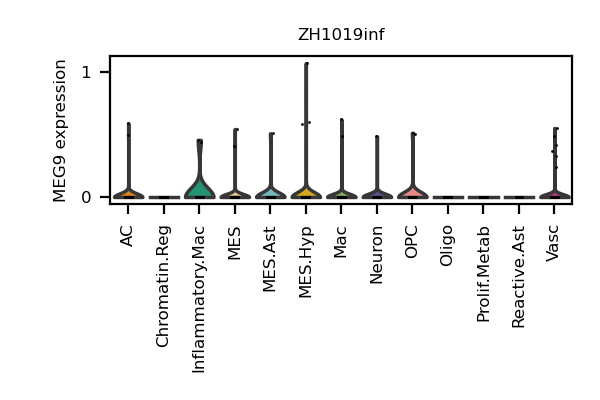 ZH1019inf
MEG9 expression
1
0
AC
Chromatin.Reg
Inflammatory.Mac
MES
MES.Ast
MES.Hyp
Mac
Neuron
OPC
Oligo
Prolif.Metab
Reactive.Ast
Vasc